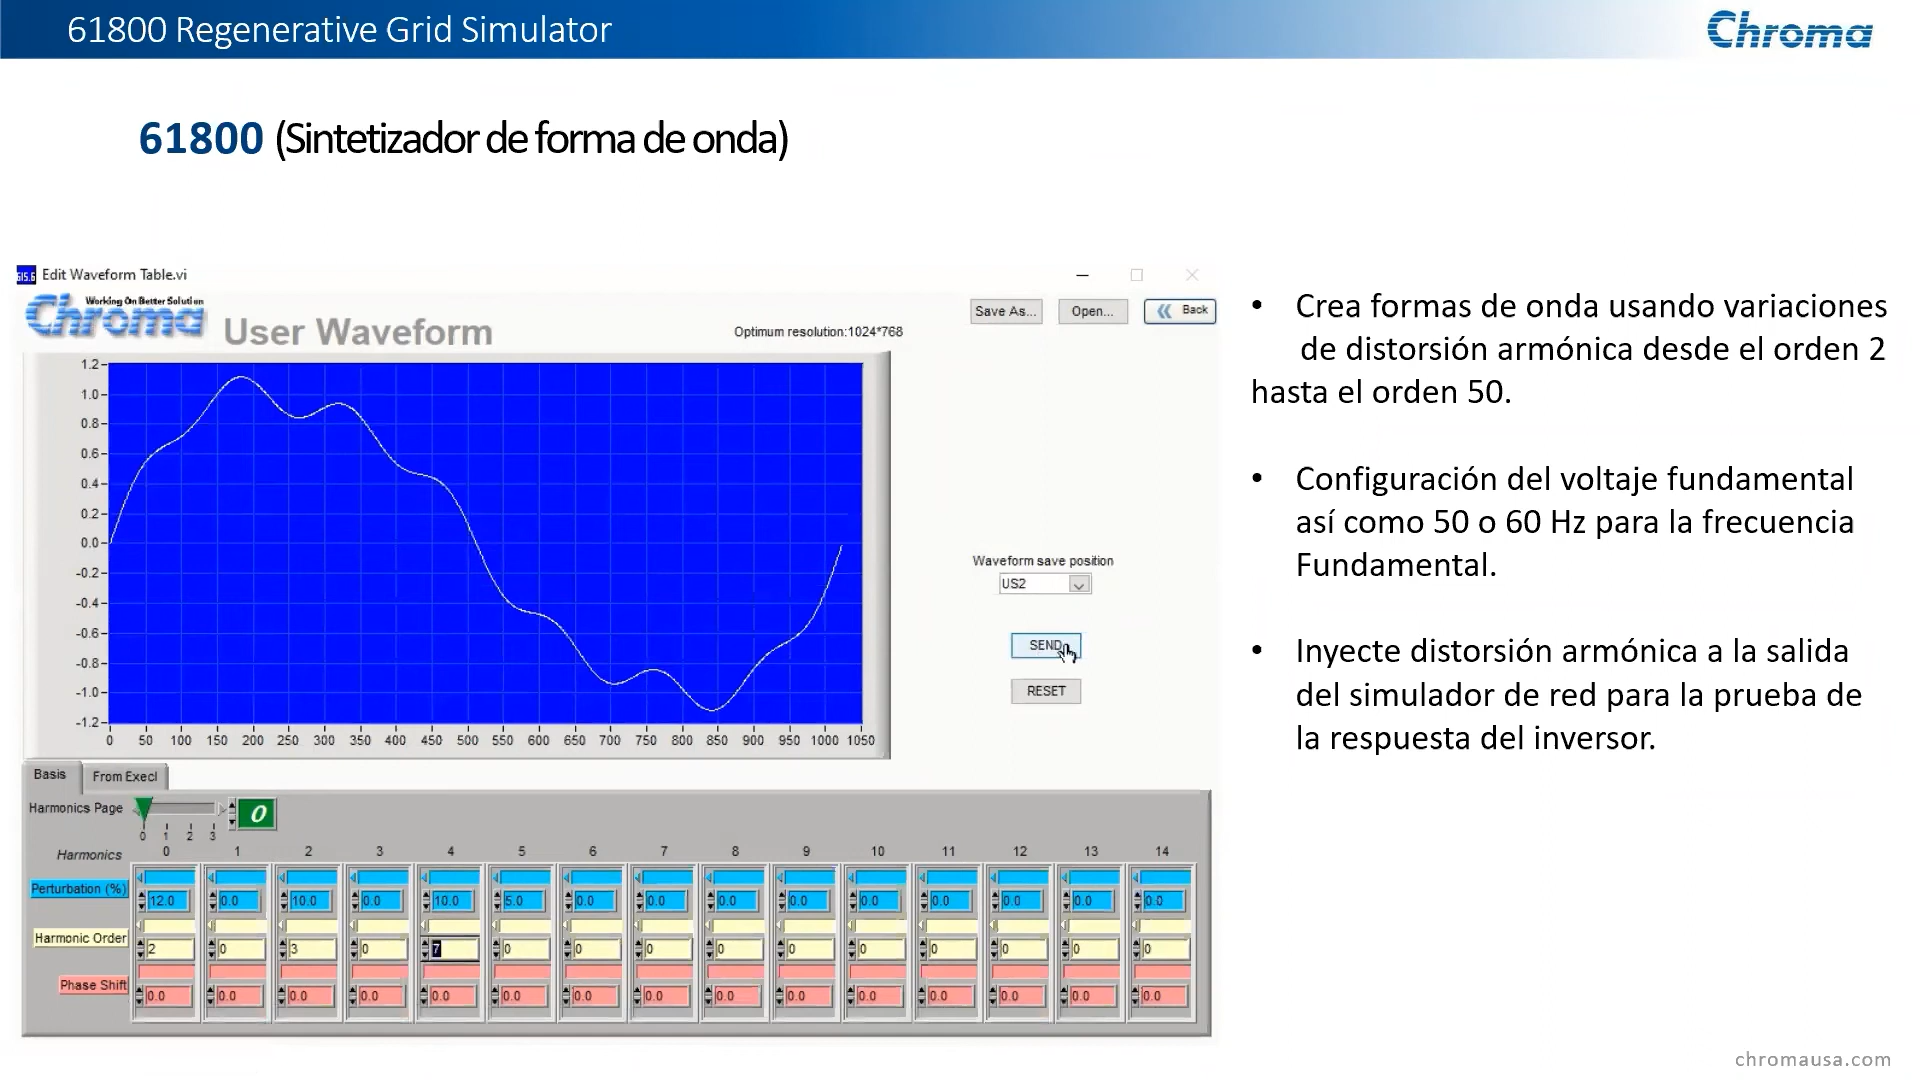 61800 Regenerative Grid Simulator
Chroma
61800 (Sintetizador de forma de onda)
Edit Waveform Table.vi
Working On Better Solution
Chroma
User Waveform
Optimum resolution:1024*768
Save As...
Open...
Back
1.2
1.0
0.8
0.6
0.4
0.2
0.0
-0.2
-0.4
-0.6
-0.8
-1.0
-1.2
0 50 100 150 200 250 300 350 400 450 500 550 600 650 700 750 800 850 900 950 1000 1050
Waveform save position
US2
SEND
RESET
• Crea formas de onda usando variaciones
de distorsión armónica desde el orden 2
hasta el orden 50.
• Configuración del voltaje fundamental
así como 50 o 60 Hz para la frecuencia
Fundamental.
• Inyecte distorsión armónica a la salida
del simulador de red para la prueba de
la respuesta del inversor.
Basis
From Execl
Harmonics Page
0
0 1 2 3
Harmonics 0 1 2 3 4 5 6 7 8 9 10 11 12 13 14
Perturbation (%) 12.0 0.0 10.0 0.0 10.0 5.0 0.0 0.0 0.0 0.0 0.0 0.0 0.0 0.0 0.0
Harmonic Order 2 0 3 0 7 0 0 0 0 0 0 0 0 0 0
Phase Shift 0.0 0.0 0.0 0.0 0.0 0.0 0.0 0.0 0.0 0.0 0.0 0.0 0.0 0.0 0.0
chromausa.com